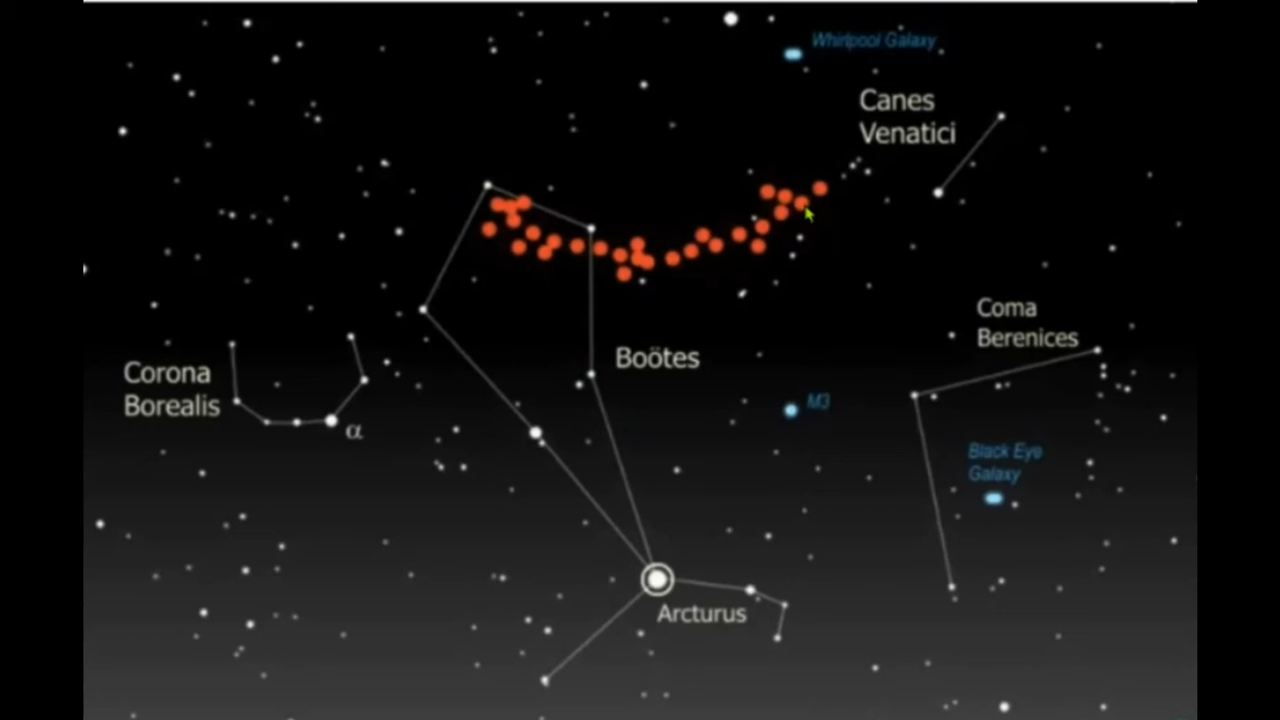 Whirlpool Galaxy
Canes
Venatici
Coma
Berenices
Boötes
Corona
Borealis
α
M3
Black Eye
Galaxy
Arcturus